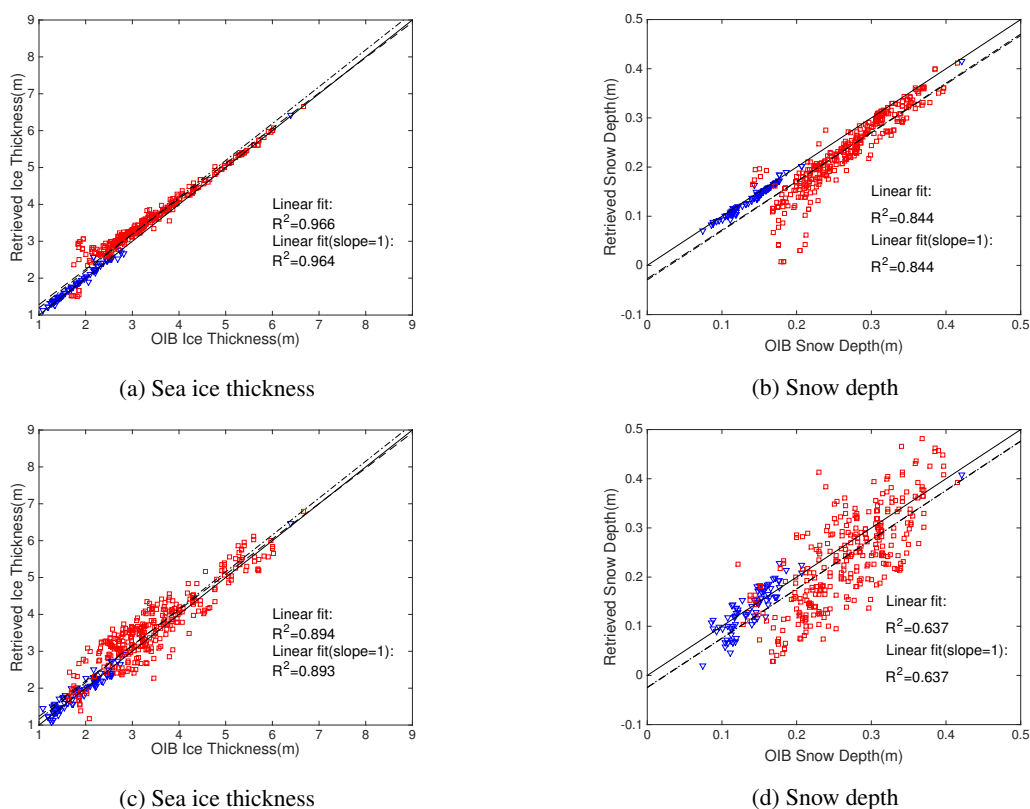 9
8
7
6
5
4
3
2
1
1 2 3 4 5 6 7 8 9
Retrieved Ice Thickness(m)
OIB Ice Thickness(m)
Linear fit:
R²=0.966
Linear fit(slope=1):
R²=0.964
(a) Sea ice thickness
0.5
0.4
0.3
0.2
0.1
0
-0.1
0 0.1 0.2 0.3 0.4 0.5
Retrieved Snow Depth(m)
OIB Snow Depth(m)
Linear fit:
R²=0.844
Linear fit(slope=1):
R²=0.844
(b) Snow depth
9
8
7
6
5
4
3
2
1
1 2 3 4 5 6 7 8 9
Retrieved Ice Thickness(m)
OIB Ice Thickness(m)
Linear fit:
R²=0.894
Linear fit(slope=1):
R²=0.893
(c) Sea ice thickness
0.5
0.4
0.3
0.2
0.1
0
-0.1
0 0.1 0.2 0.3 0.4 0.5
Retrieved Snow Depth(m)
OIB Snow Depth(m)
Linear fit:
R²=0.637
Linear fit(slope=1):
R²=0.637
(d) Snow depth